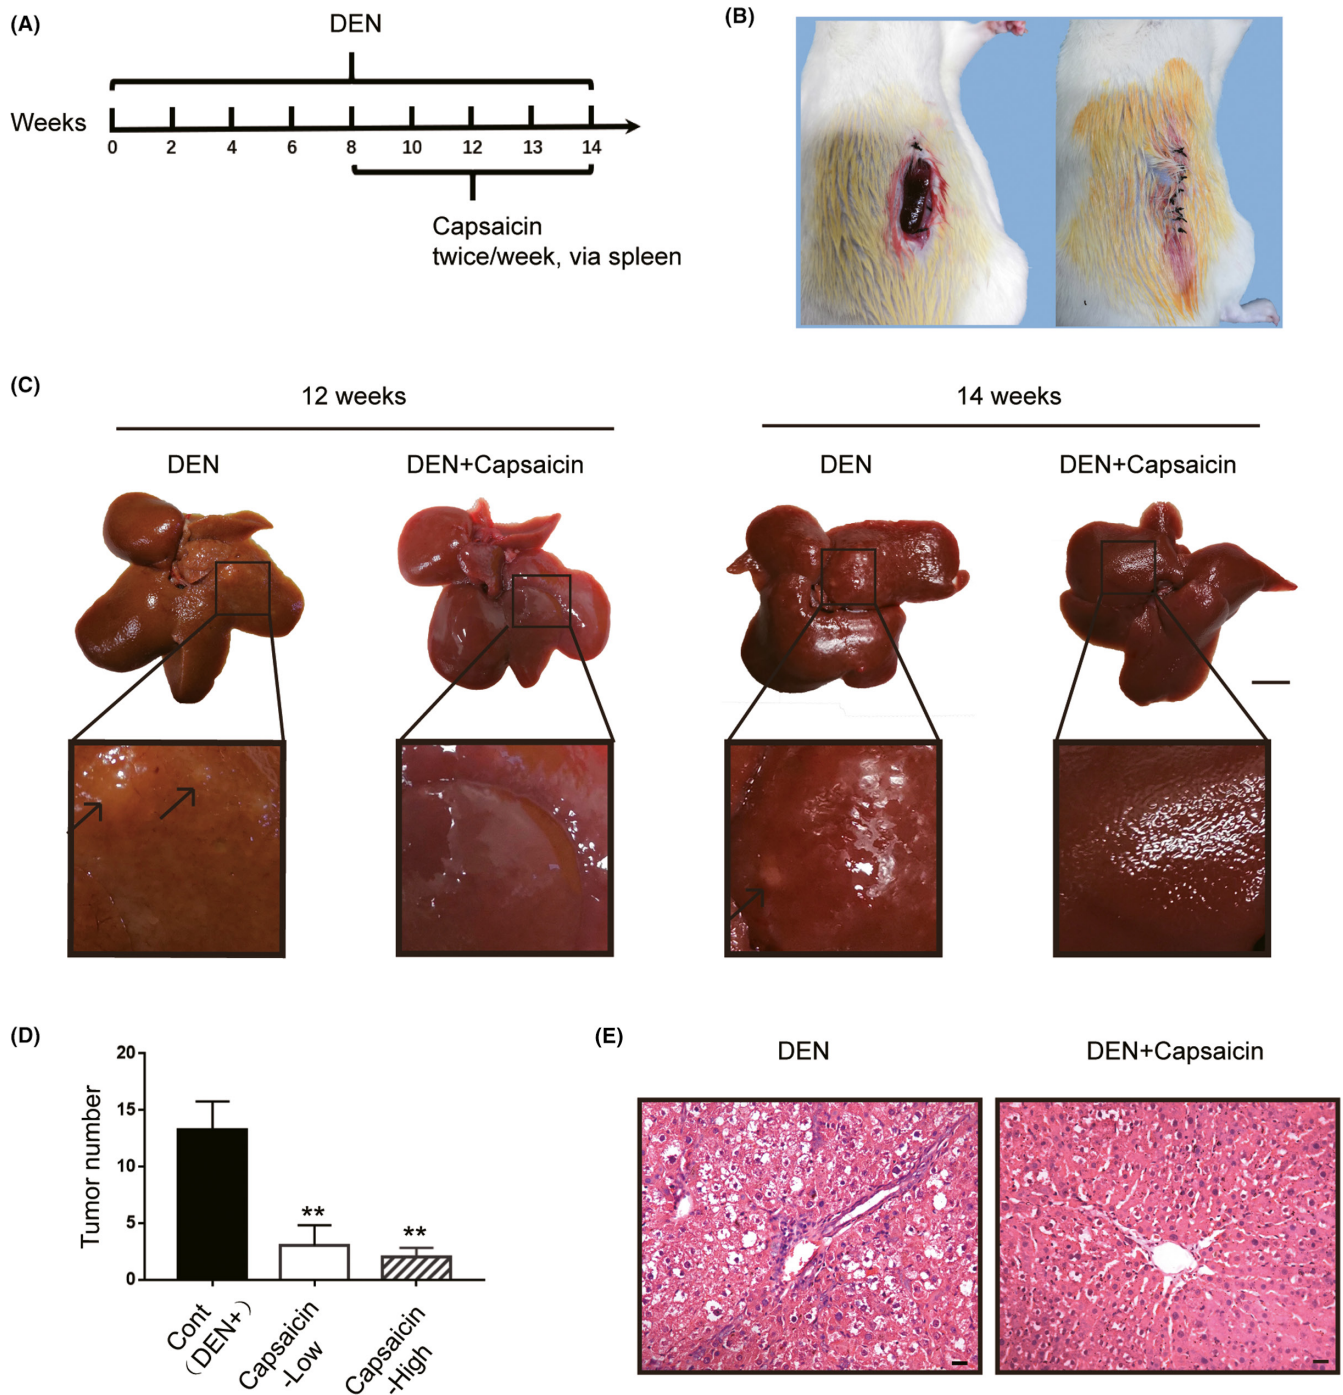 (A)
DEN
Weeks
0 2 4 6 8 10 12 13 14
Capsaicin
twice/week, via spleen
(B)
(C)
12 weeks
14 weeks
DEN
DEN+Capsaicin
DEN
DEN+Capsaicin
(D)
Tumor number
20
15
10
5
0
**
**
Cont
(DEN+)
Capsaicin
-Low
Capsaicin
-High
(E)
DEN
DEN+Capsaicin